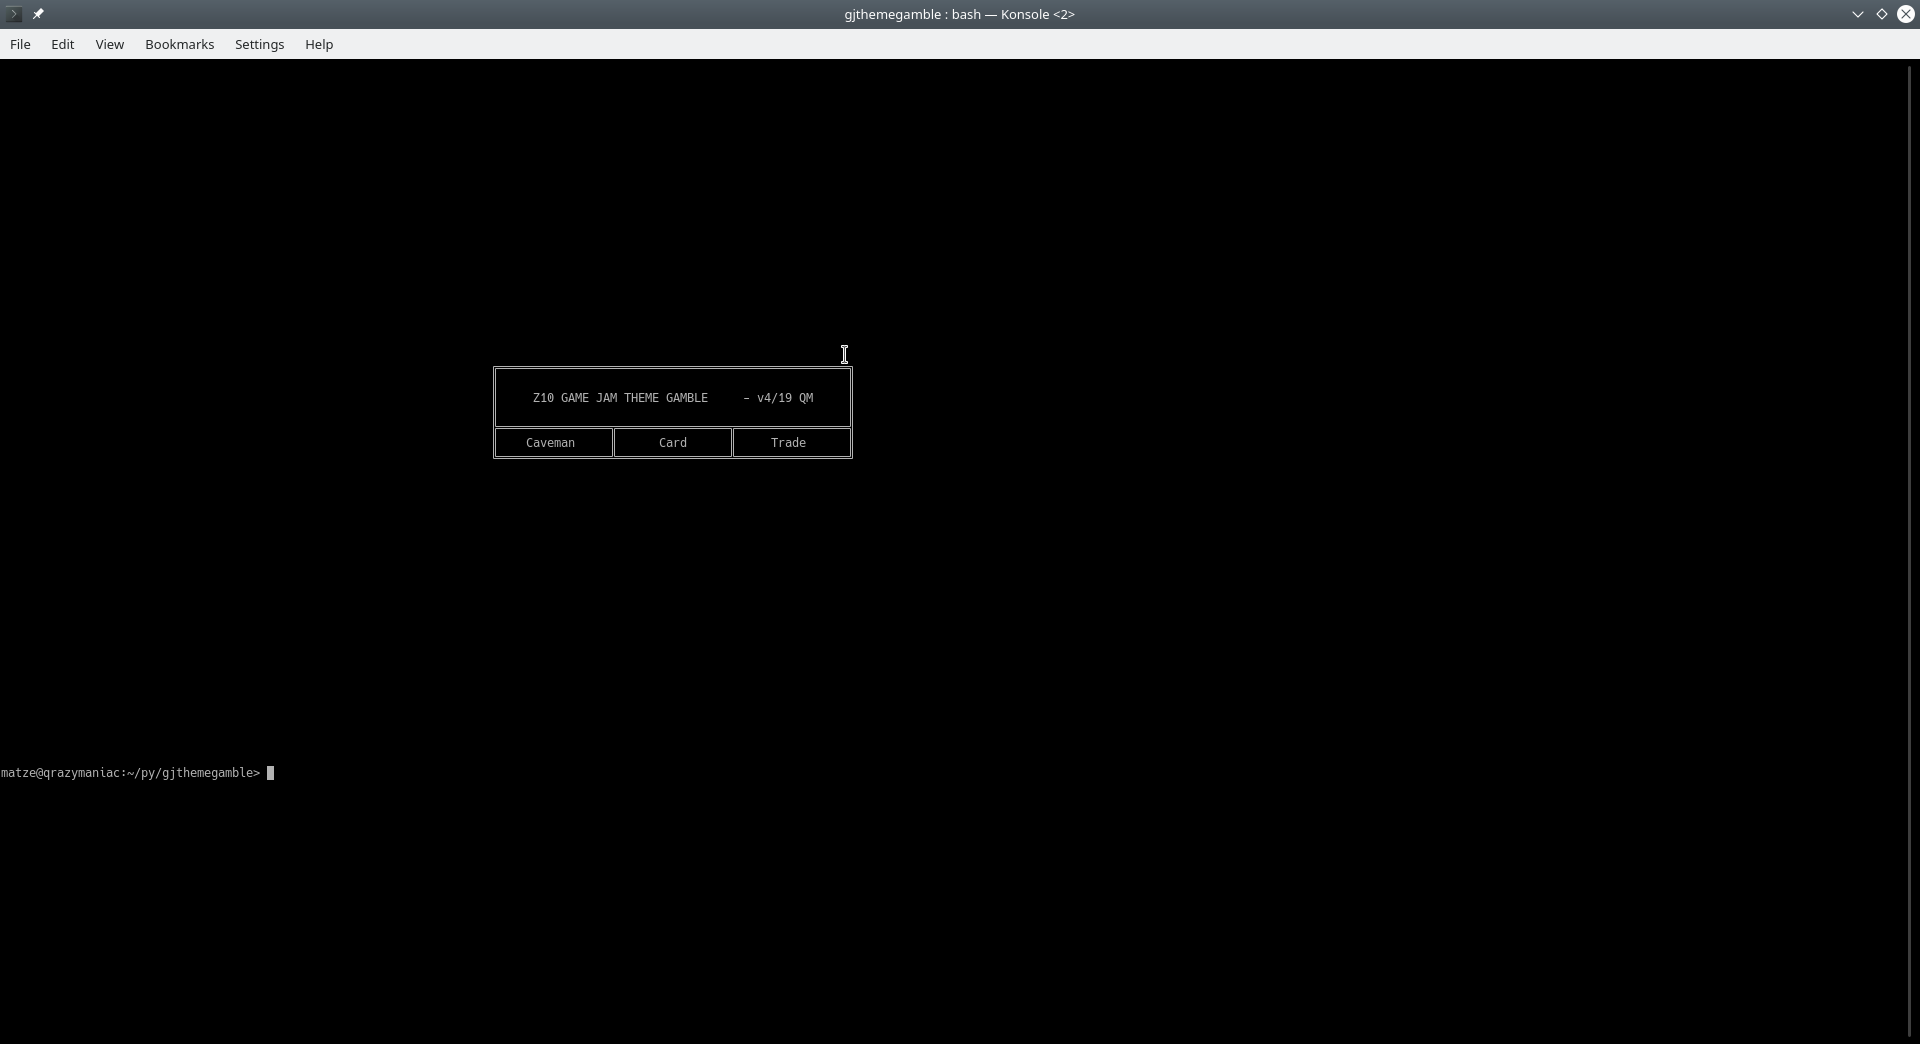 gjthemegamble : bash — Konsole <2>
File Edit View Bookmarks Settings Help
Z10 GAME JAM THEME GAMBLE - v4/19 QM
Caveman Card Trade
matze@qrazymaniac:~/py/gjthemegamble>